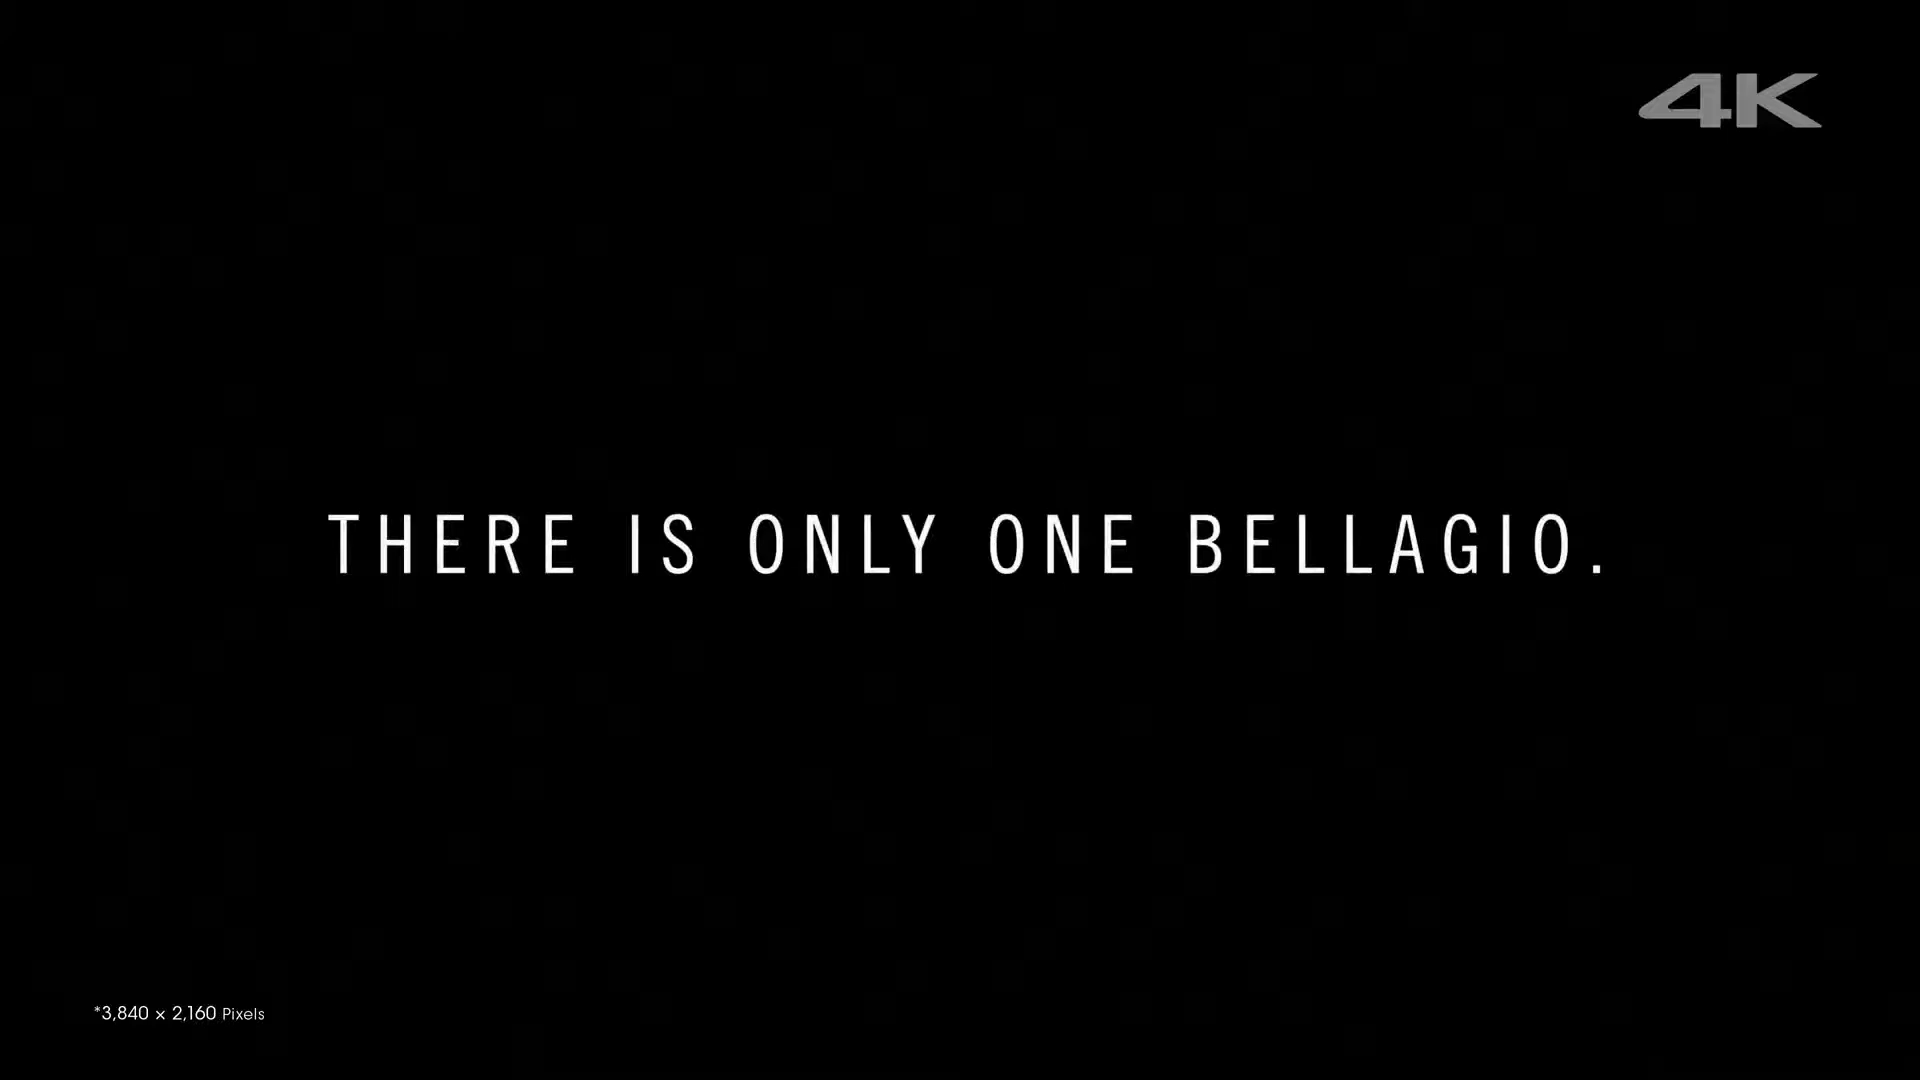 4K
THERE IS ONLY ONE BELLAGIO.
*3,840 × 2,160 Pixels